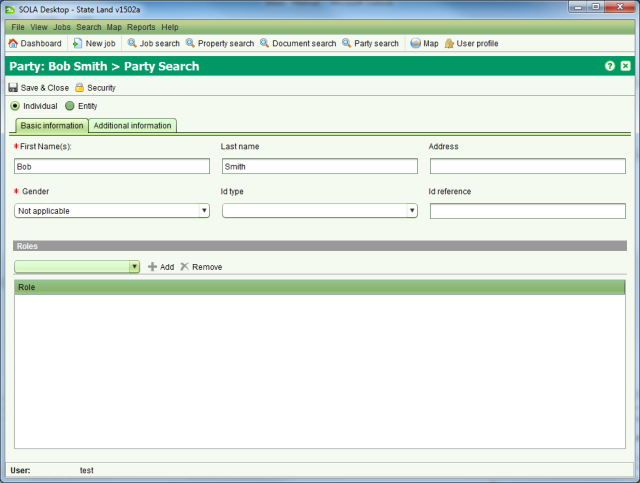 SOLA Desktop - State Land v1502a
File View Jobs Search Map Reports Help
Dashboard New job Job search Property search Document search Party search Map User profile
Party: Bob Smith > Party Search
Save & Close Security
Individual Entity
Basic information Additional information
* First Name(s): Last name Address
Bob Smith
* Gender Id type Id reference
Not applicable
Roles
Add Remove
Role
User: test